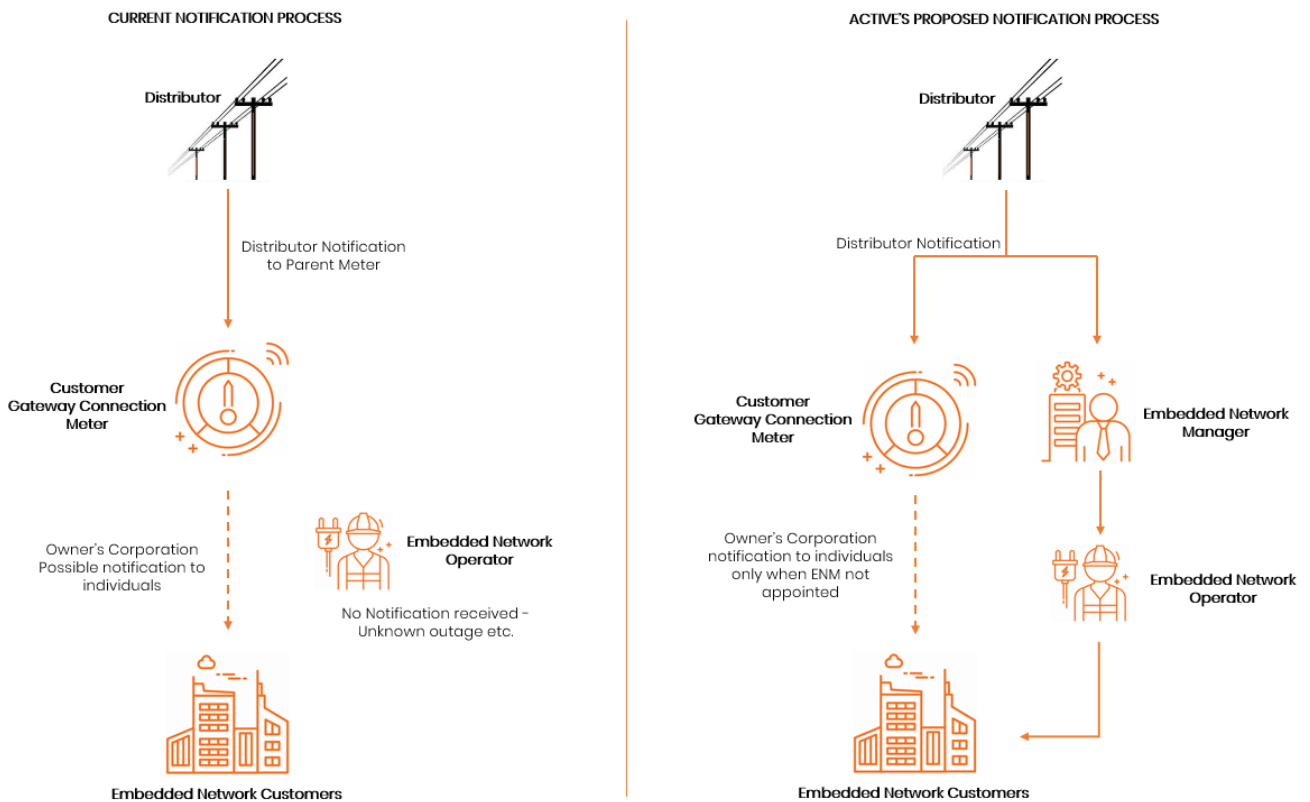 CURRENT NOTIFICATION PROCESS
Distributor
Distributor Notification
to Parent Meter
Customer
Gateway Connection
Meter
Owner's Corporation
Possible notification to
individuals
Embedded Network
Operator
No Notification received -
Unknown outage etc.
Embedded Network Customers
ACTIVE'S PROPOSED NOTIFICATION PROCESS
Distributor
Distributor Notification
Customer
Gateway Connection
Meter
Embedded Network
Manager
Owner's Corporation
notification to individuals
only when ENM not
appointed
Embedded Network
Operator
Embedded Network Customers